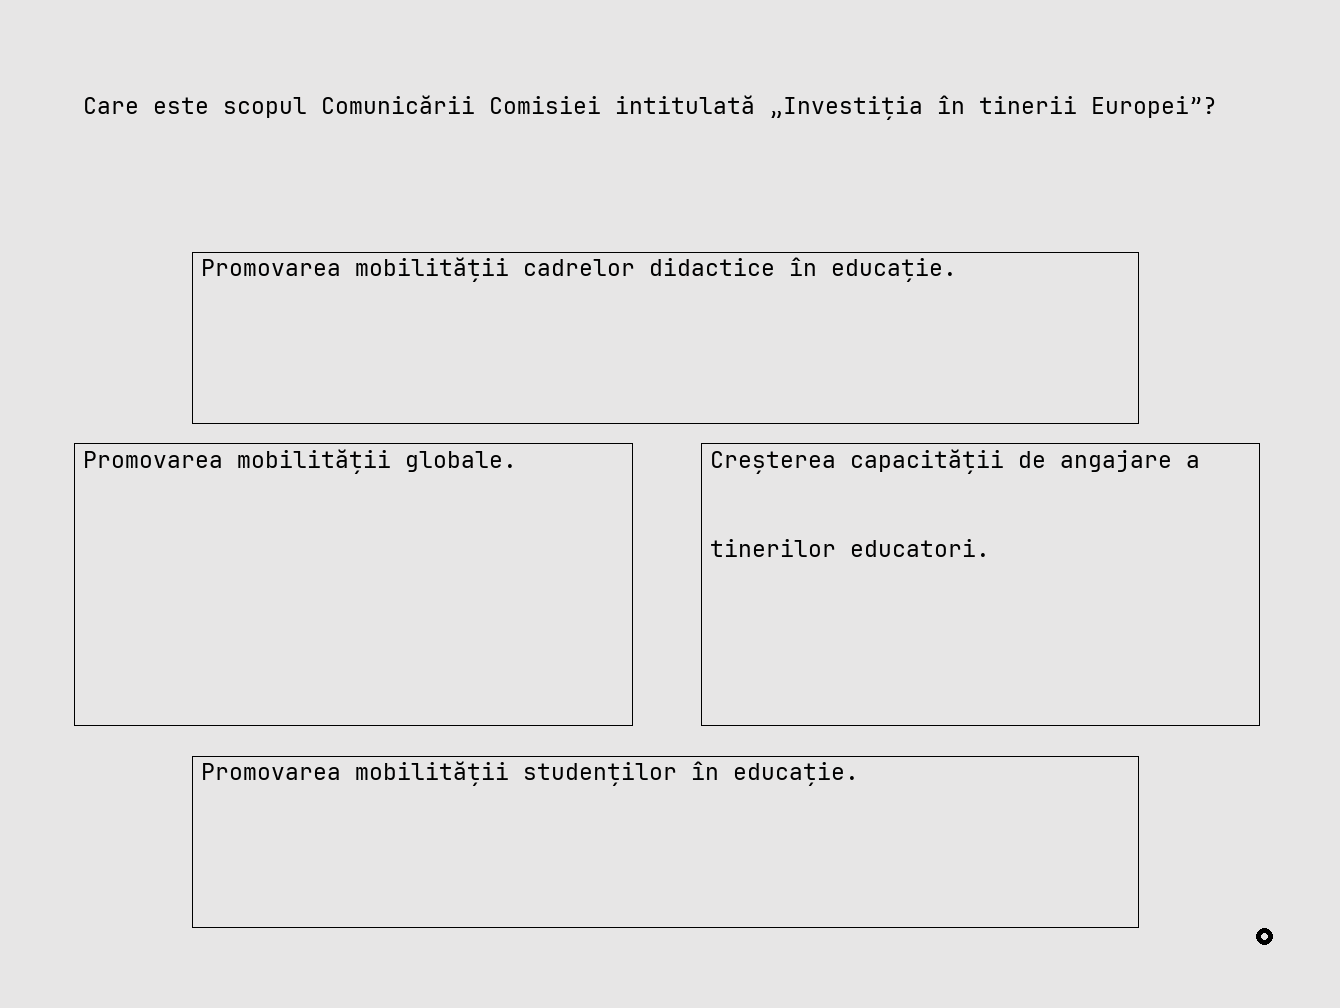 Care este scopul Comunicării Comisiei intitulată „Investiția în tinerii Europei”?
Promovarea mobilității cadrelor didactice în educație.
Promovarea mobilității globale.
Creșterea capacității de angajare a
tinerilor educatori.
Promovarea mobilității studenților în educație.